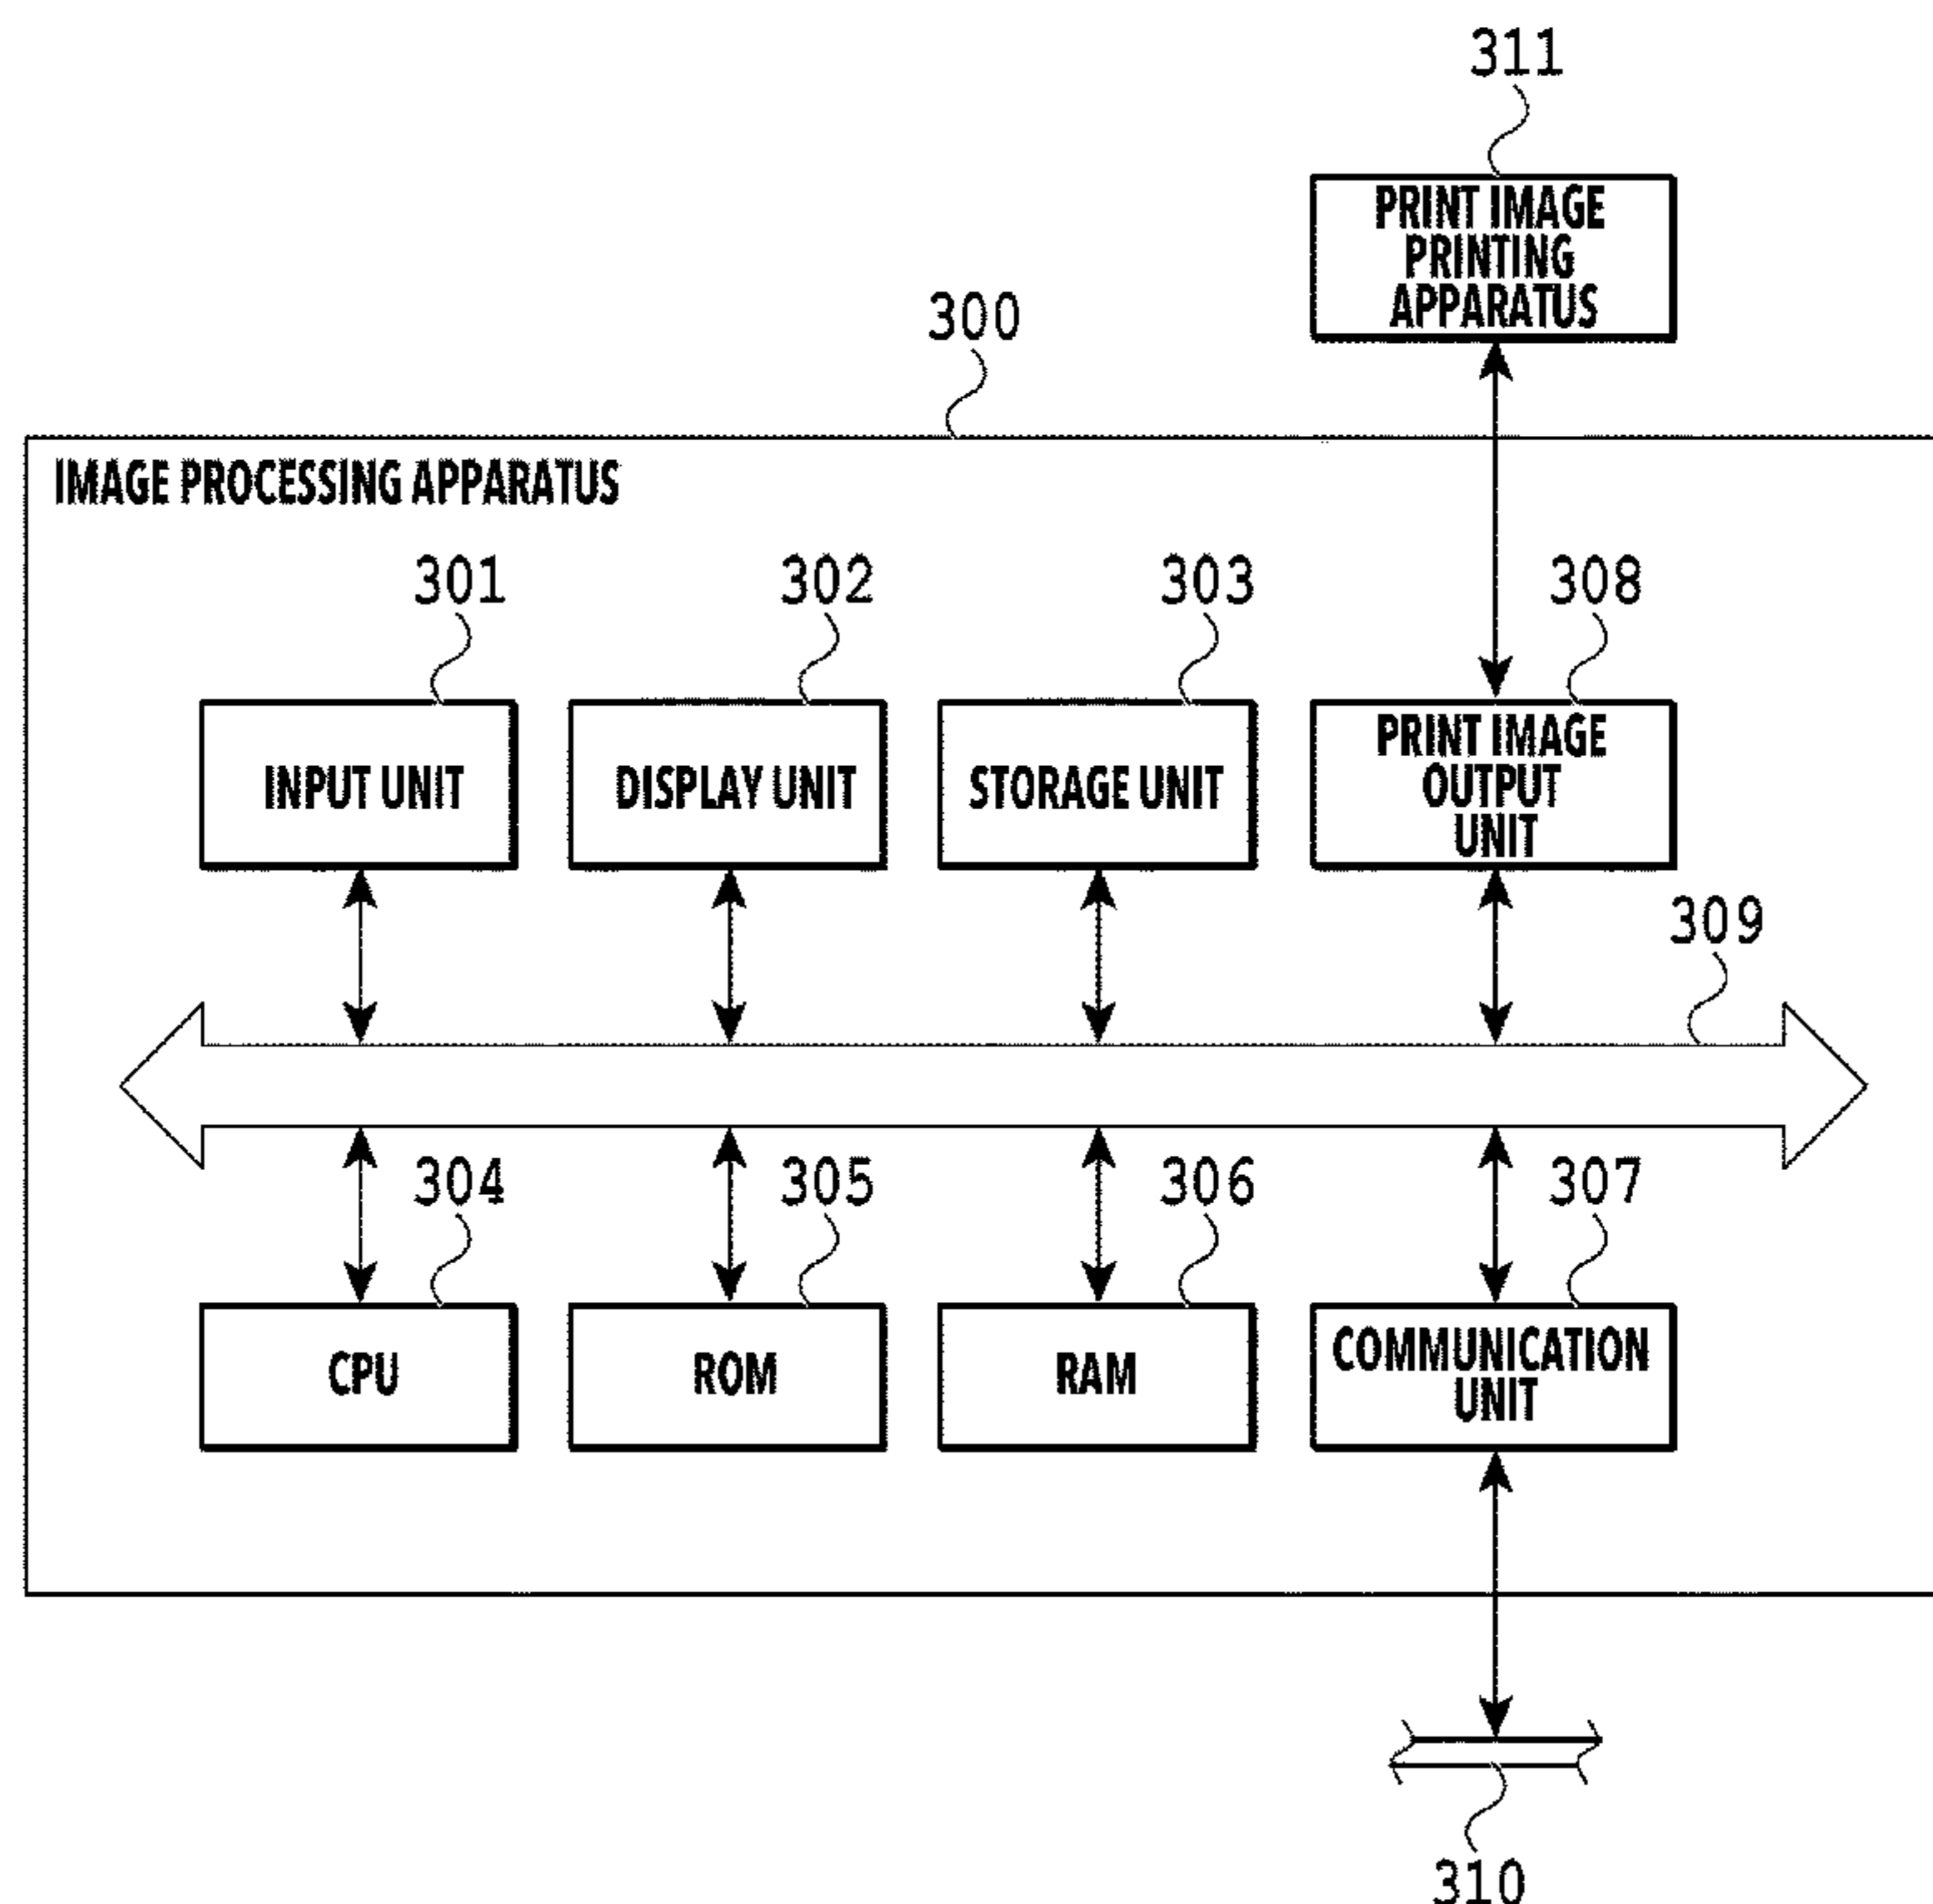 311
PRINT IMAGE
PRINTING
APPARATUS
300
IMAGE PROCESSING APPARATUS
301
302
303
308
INPUT UNIT
DISPLAY UNIT
STORAGE UNIT
PRINT IMAGE
OUTPUT
UNIT
309
304
305
306
307
CPU
ROM
RAM
COMMUNICATION
UNIT
310